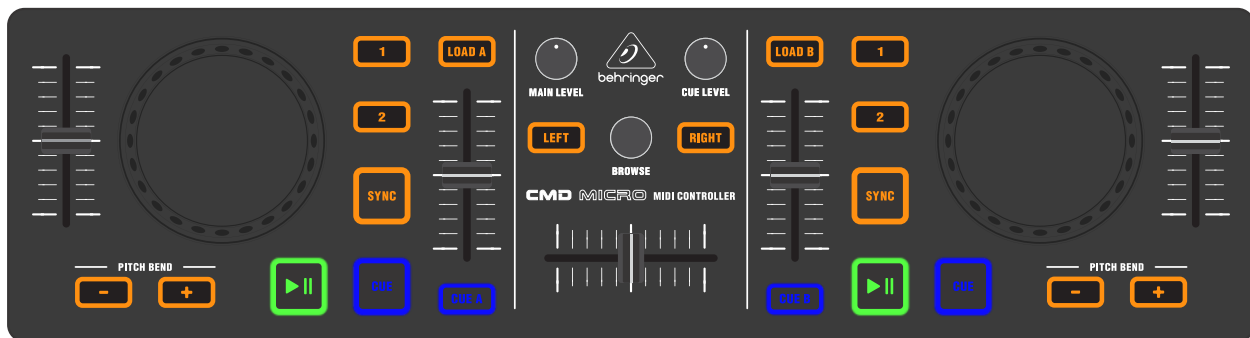 1
LOAD A
2
SYNC
PITCH BEND
-
+
CUE
CUE A
behringer
MAIN LEVEL
CUE LEVEL
LEFT
RIGHT
BROWSE
CMD MICRO MIDI CONTROLLER
LOAD B
1
2
SYNC
CUE B
CUE
PITCH BEND
-
+